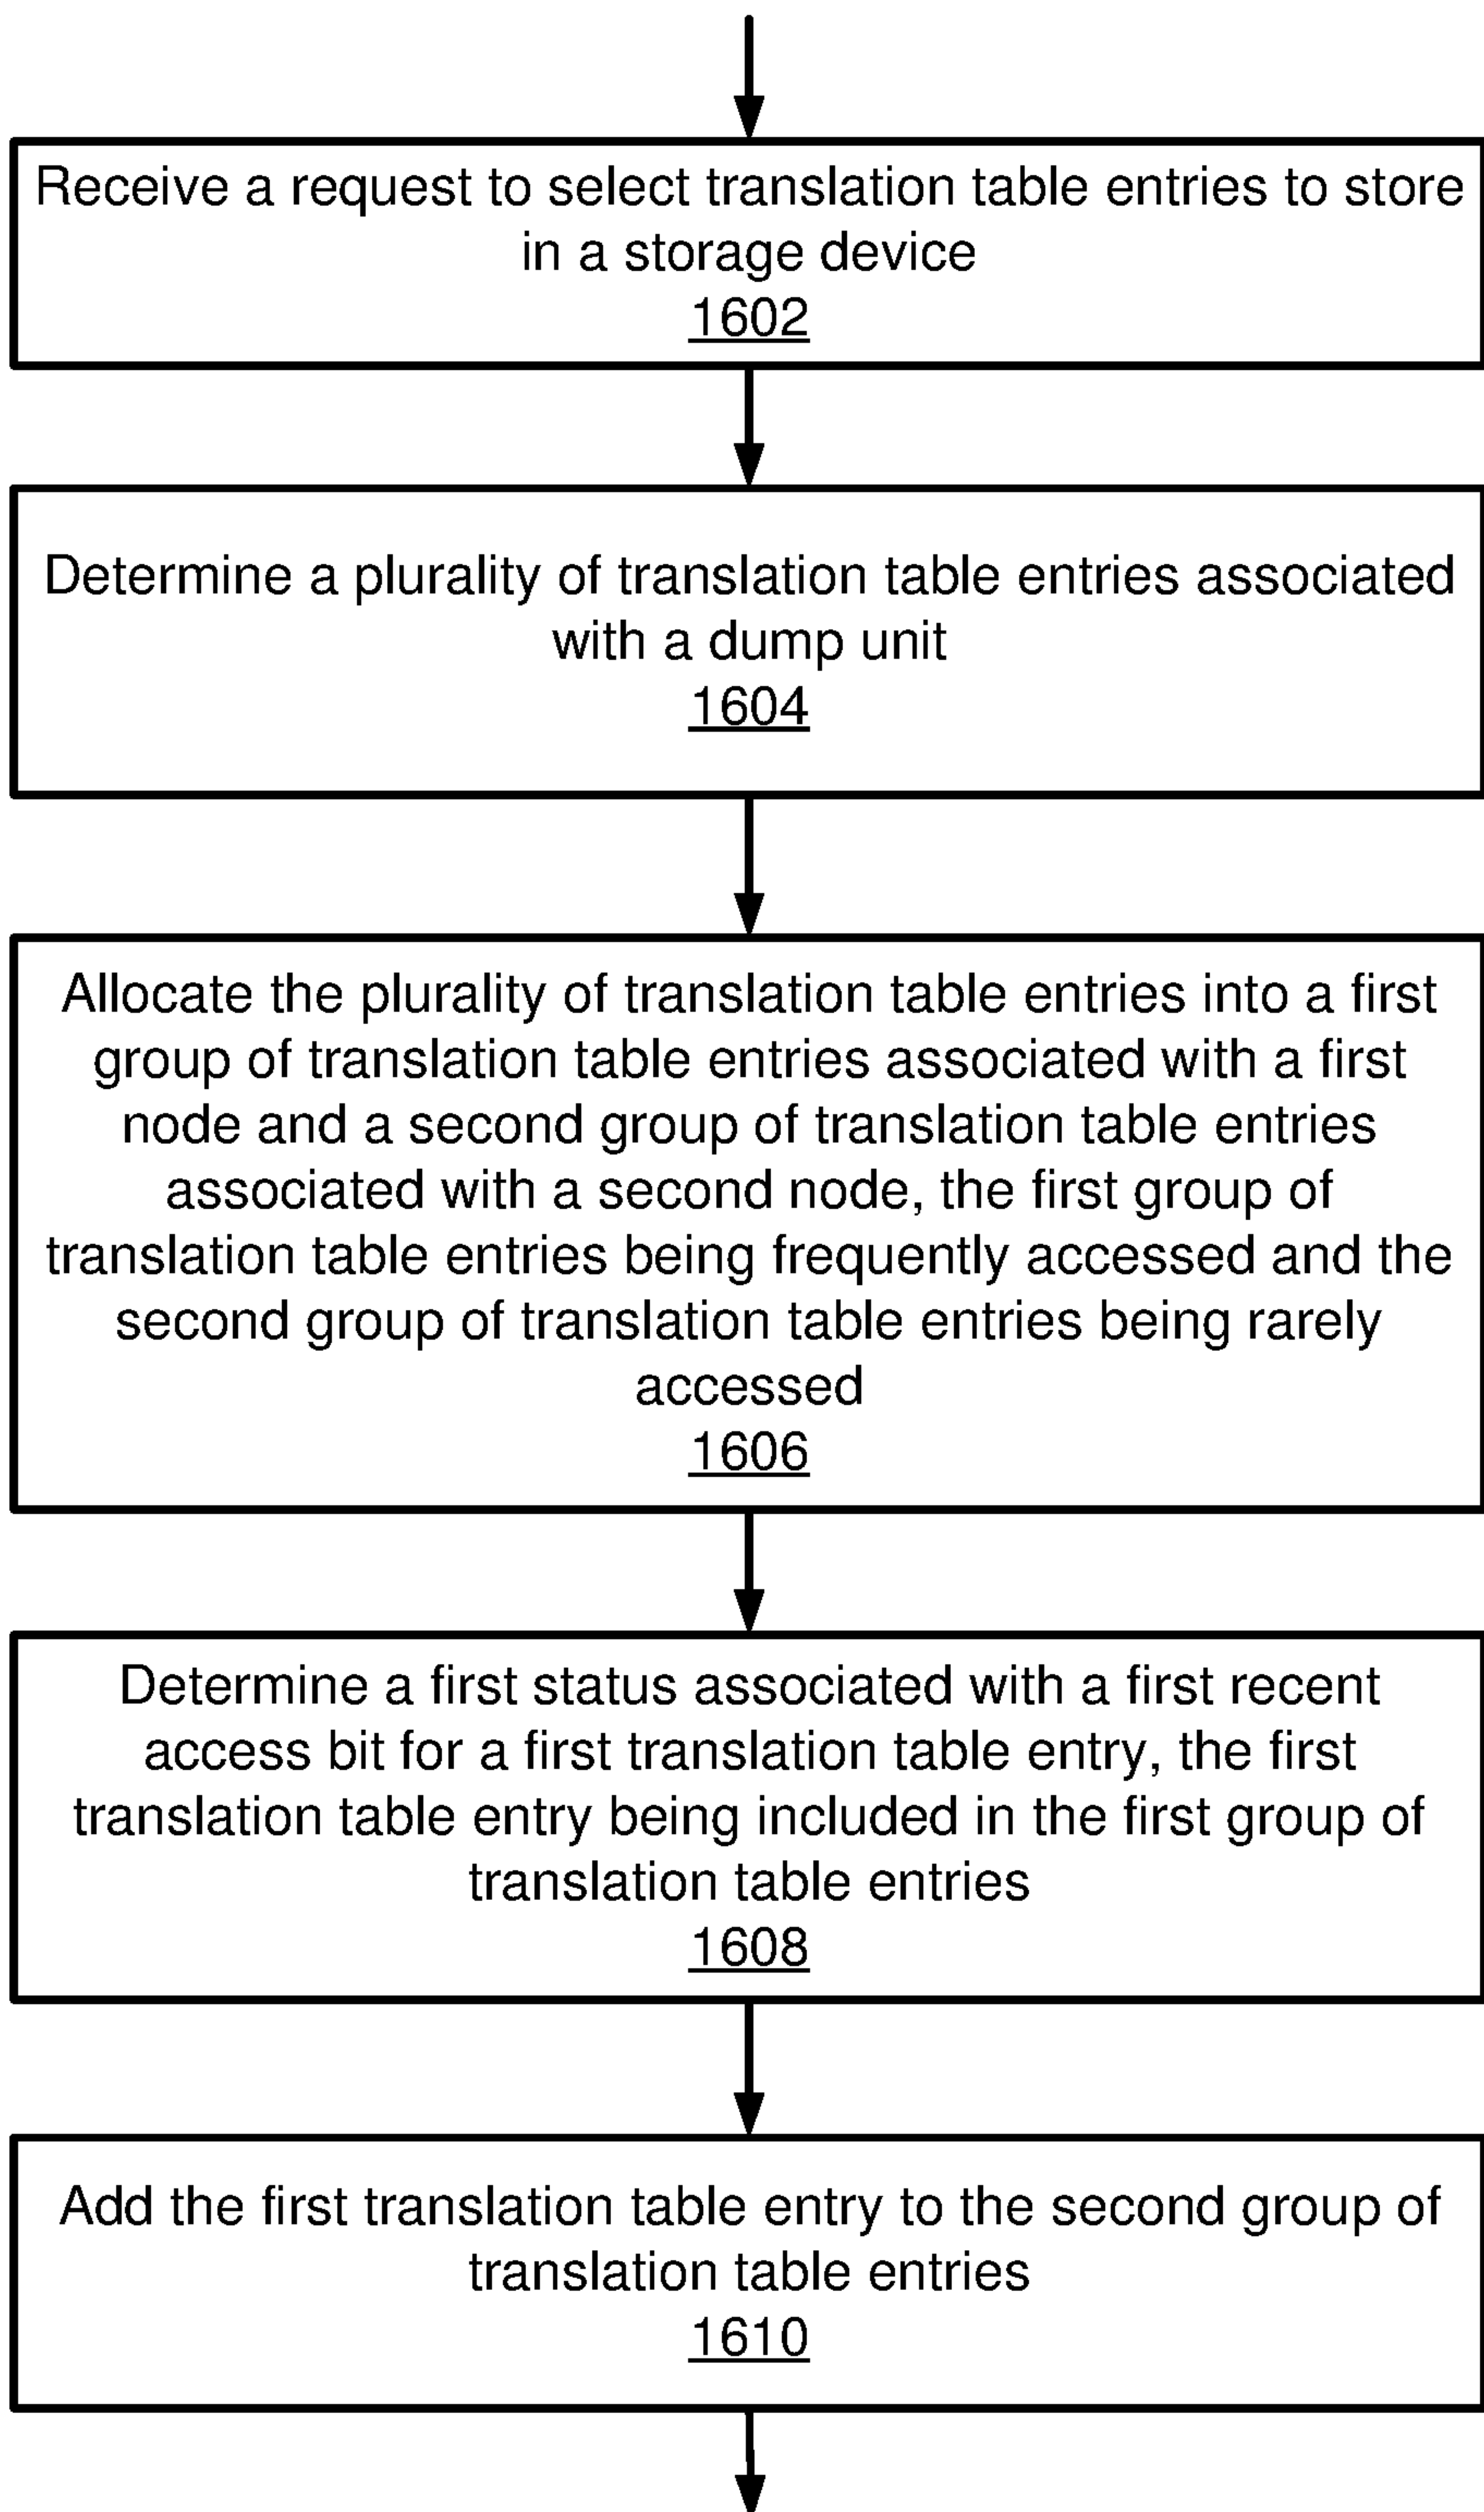 Receive a request to select translation table entries to store
in a storage device
1602
Determine a plurality of translation table entries associated
with a dump unit
1604
Allocate the plurality of translation table entries into a first
group of translation table entries associated with a first
node and a second group of translation table entries
associated with a second node, the first group of
translation table entries being frequently accessed and the
second group of translation table entries being rarely
accessed
1606
Determine a first status associated with a first recent
access bit for a first translation table entry, the first
translation table entry being included in the first group of
translation table entries
1608
Add the first translation table entry to the second group of
translation table entries
1610